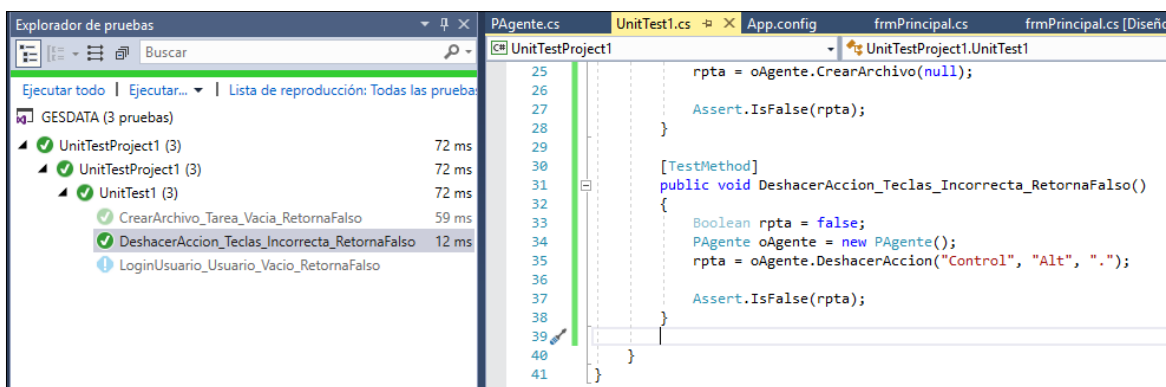 Explorador de pruebas
Buscar
Ejecutar todo | Ejecutar... | Lista de reproducción: Todas las prueba
GESDATA (3 pruebas)
UnitTestProject1 (3) 72 ms
UnitTestProject1 (3) 72 ms
UnitTest1 (3) 72 ms
CrearArchivo_Tarea_Vacia_RetornaFalso 59 ms
DeshacerAccion_Teclas_Incorrecta_RetornaFalso 12 ms
LoginUsuario_Usuario_Vacio_RetornaFalso
PAgente.cs UnitTest1.cs App.config frmPrincipal.cs frmPrincipal.cs [Diseño
C# UnitTestProject1 UnitTestProject1.UnitTest1
25 rpta = oAgente.CrearArchivo(null);
26
27 Assert.IsFalse(rpta);
28 }
29
30 [TestMethod]
31 public void DeshacerAccion_Teclas_Incorrecta_RetornaFalso()
32 {
33 Boolean rpta = false;
34 PAgente oAgente = new PAgente();
35 rpta = oAgente.DeshacerAccion("Control", "Alt", ".");
36
37 Assert.IsFalse(rpta);
38 }
39
40 }
41 }